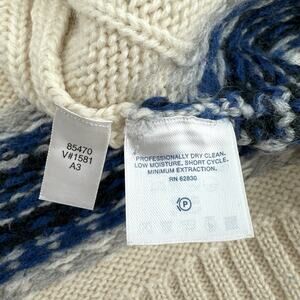 85470
V#1581
A3
PROFESSIONALLY DRY CLEAN.
LOW MOISTURE. SHORT CYCLE.
MINIMUM EXTRACTION.
RN 62830
P